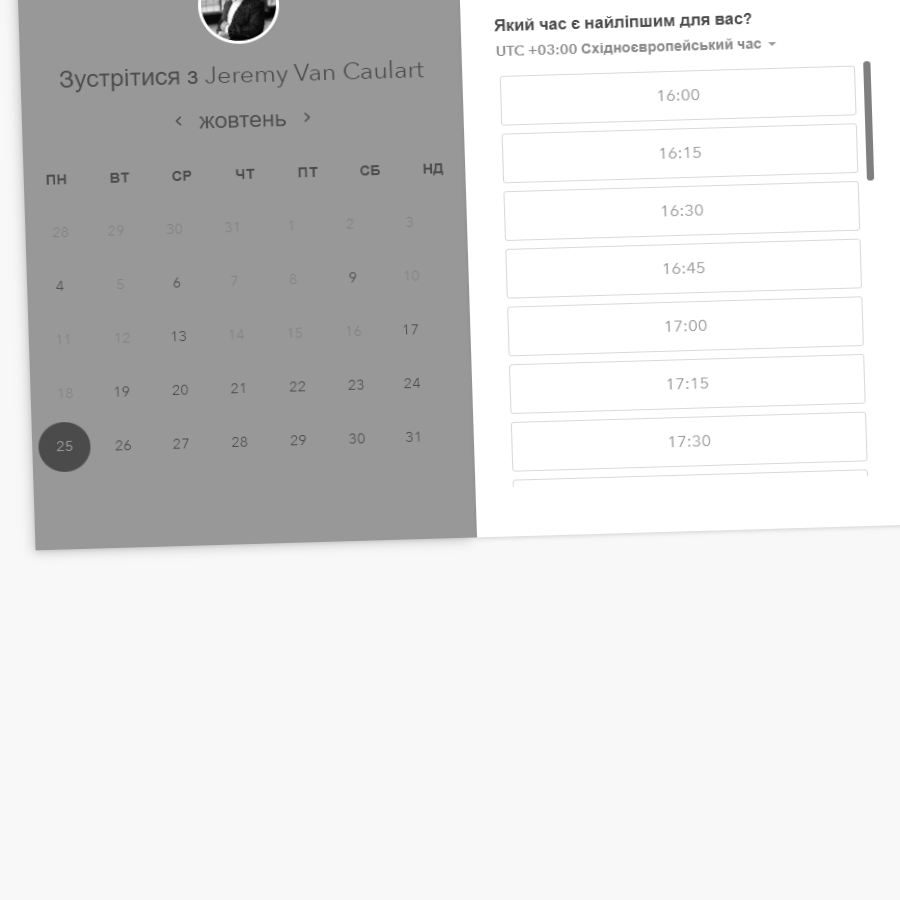 Зустрітися з Jeremy Van Caulart
жовтень
ПН ВТ СР ЧТ ПТ СБ НД
28 29 30 31 1 2 3
4 5 6 7 8 9 10
11 12 13 14 15 16 17
18 19 20 21 22 23 24
25 26 27 28 29 30 31
Який час є найліпшим для вас?
UTC +03:00 Східноєвропейський час
16:00
16:15
16:30
16:45
17:00
17:15
17:30